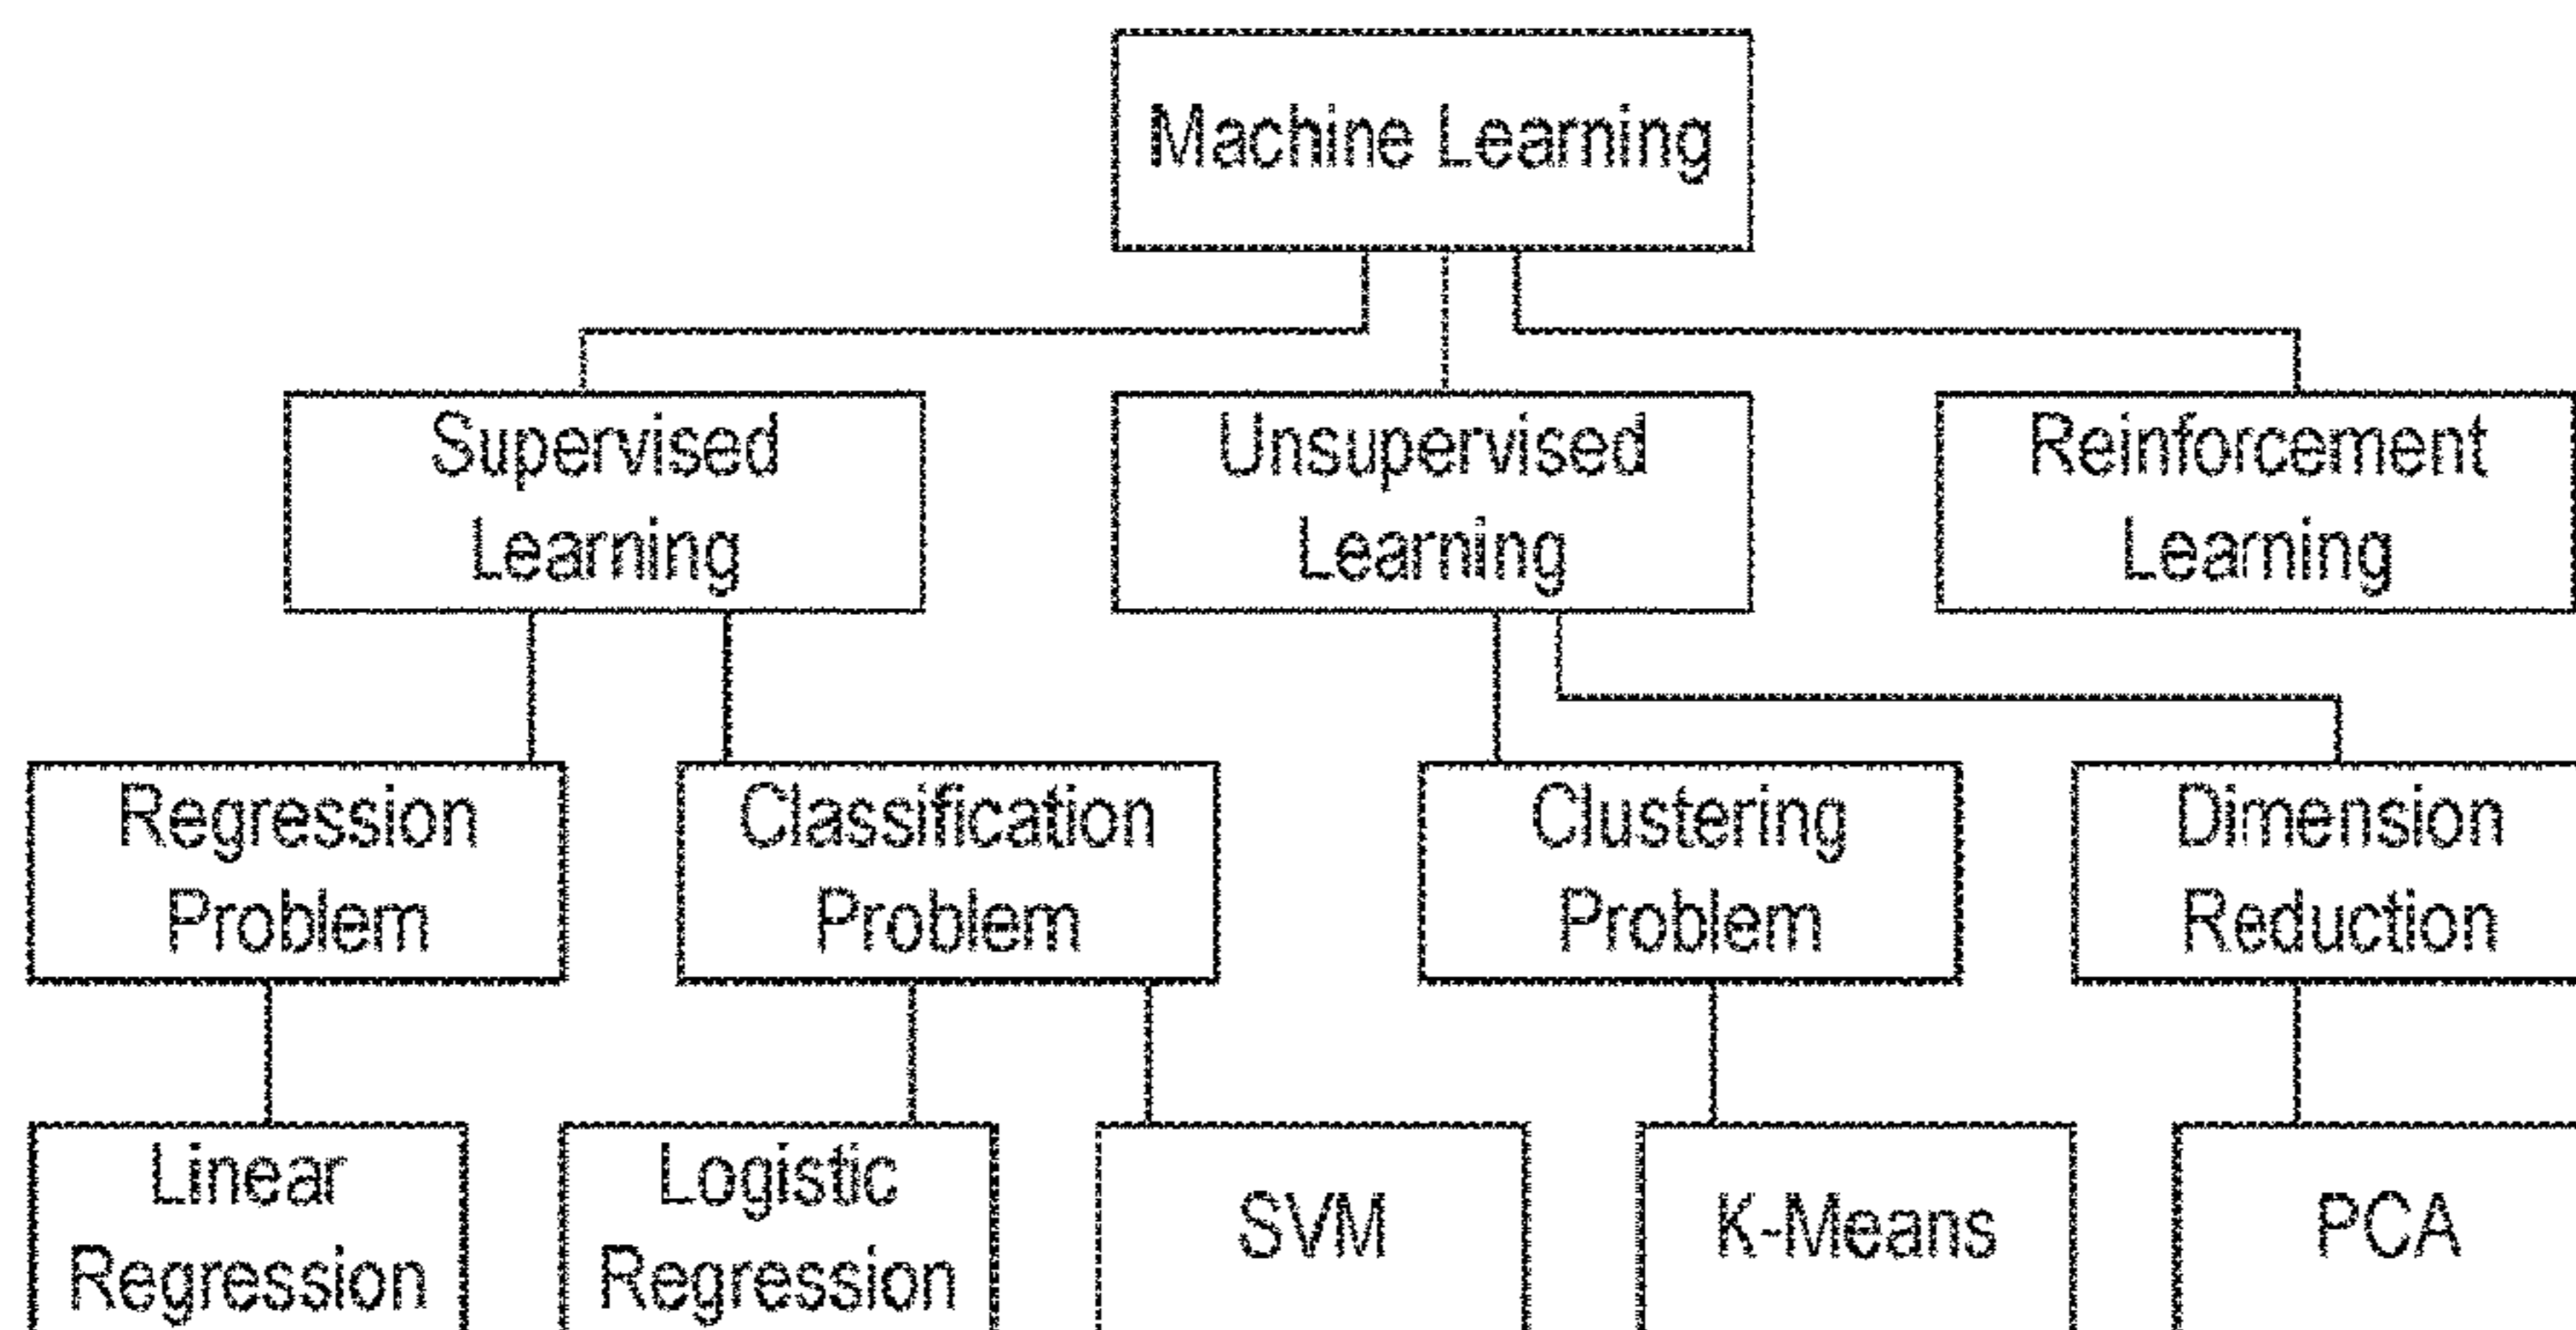 Machine Learning
Supervised
Learning
Unsupervised
Learning
Reinforcement
Learning
Regression
Problem
Classification
Problem
Clustering
Problem
Dimension
Reduction
Linear
Regression
Logistic
Regression
SVM
K-Means
PCA